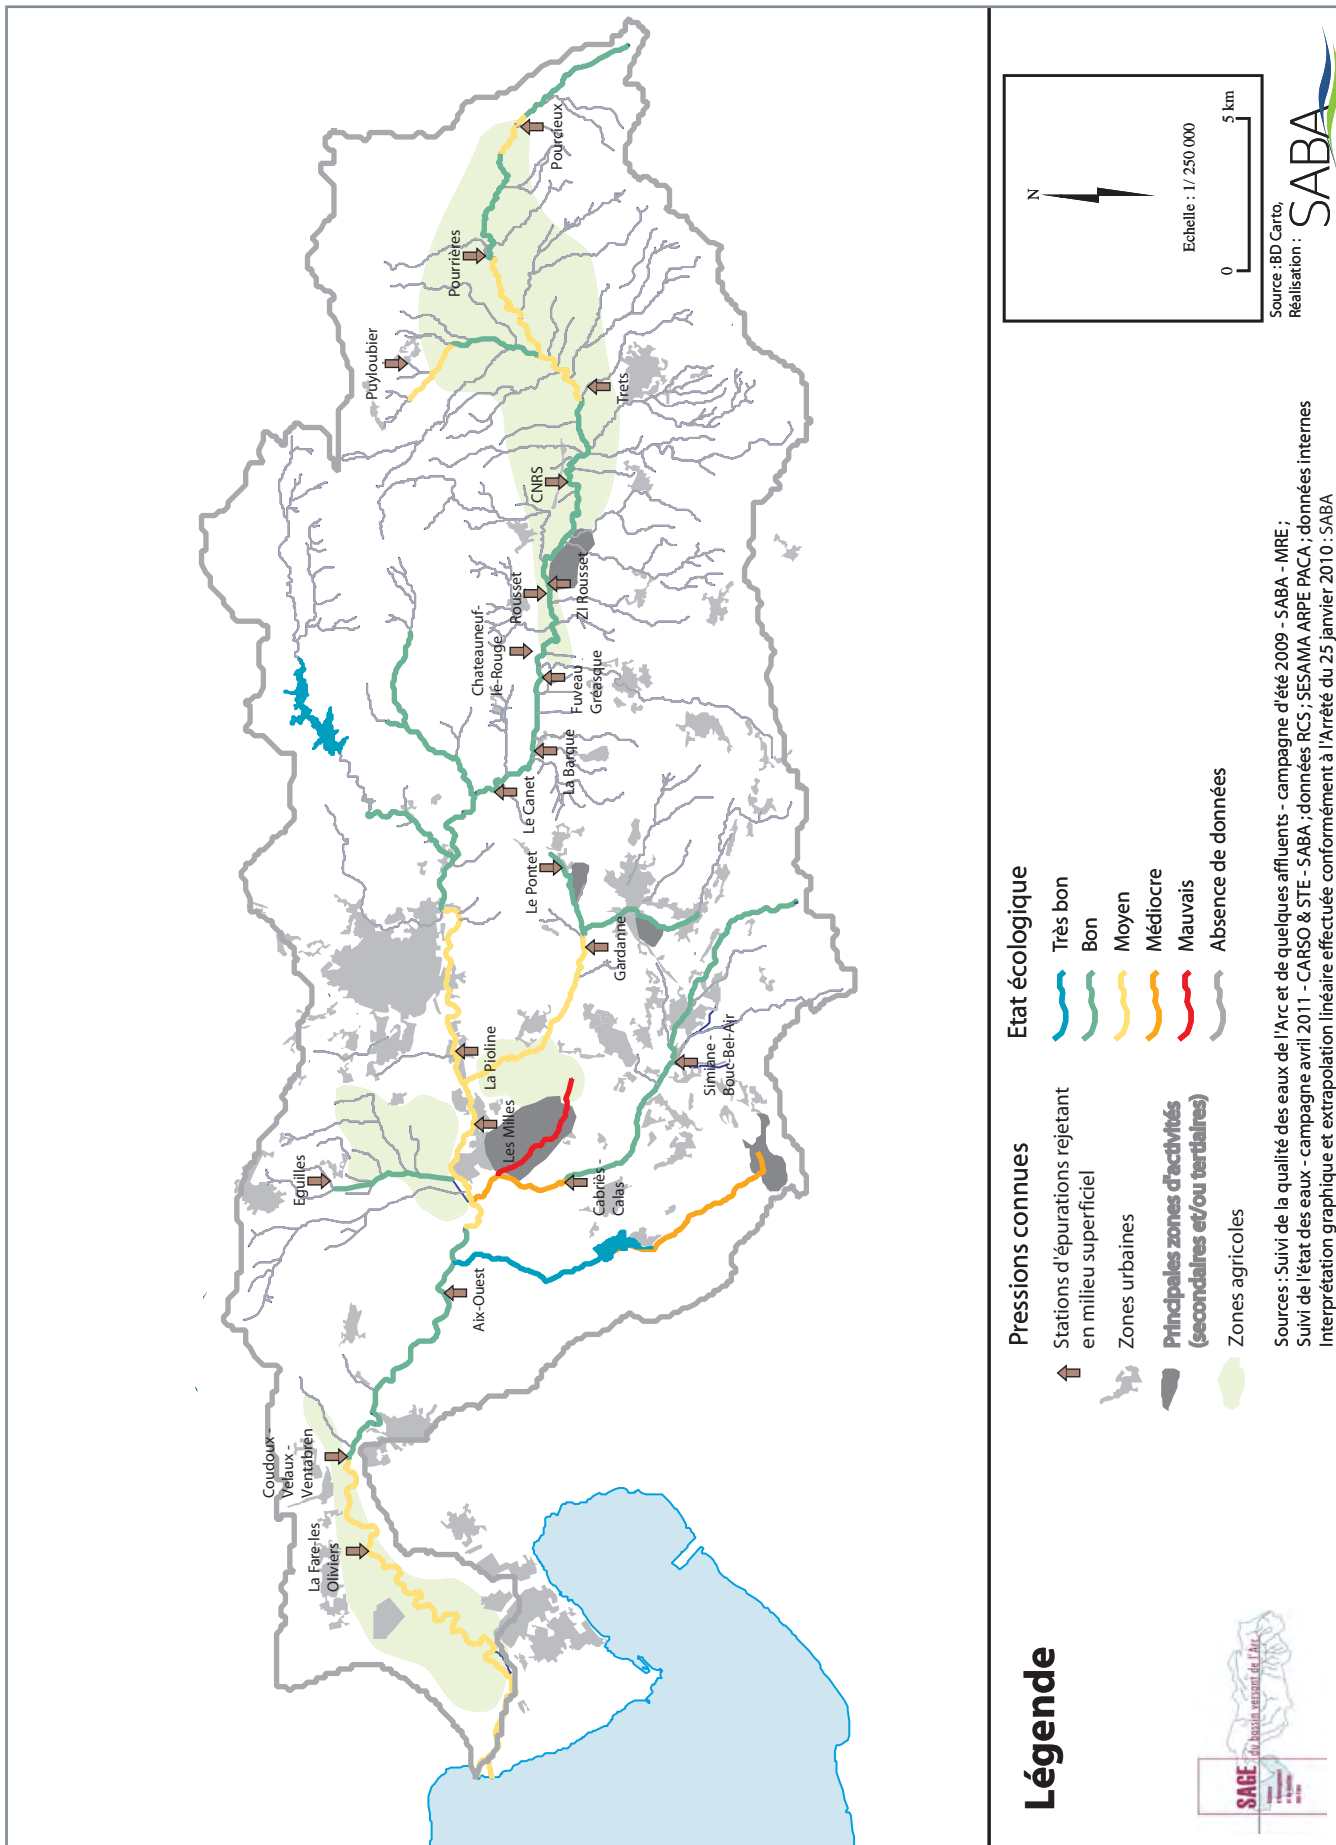 Coudoux -
Velaux -
Ventabren
La Fare-les
Oliviers
Aix-Ouest
Eguilles
Les Milles
La Pioline
Cabriès -
Calas
Simiane -
Bouc-Bel-Air
Gardanne
Le Pontet
Le Canet
La Barque
Fuveau
Gréasque
Chateauneuf-
le-Rouge
Rousset
ZI Rousset
CNRS
Trets
Puyloubier
Pourrières
Pourcieux
Légende
Pressions connues
Stations d'épurations rejetant
en milieu superficiel
Zones urbaines
Principales zones d'activités
(secondaires et/ou tertiaires)
Zones agricoles
Etat écologique
Très bon
Bon
Moyen
Médiocre
Mauvais
Absence de données
Sources : Suivi de la qualité des eaux de l'Arc et de quelques affluents - campagne d'été 2009 - SABA - MRE ;
Suivi de l'état des eaux - campagne avril 2011 - CARSO & STE - SABA ; données RCS ; SESAMA ARPE PACA ; données internes
Interprétation graphique et extrapolation linéaire effectuée conformément à l'Arrêté du 25 janvier 2010 : SABA
N
Echelle : 1/ 250 000
0 5 km
Source : BD Carto,
Réalisation :
SABA
SAGE
du bassin versant de l'Arc